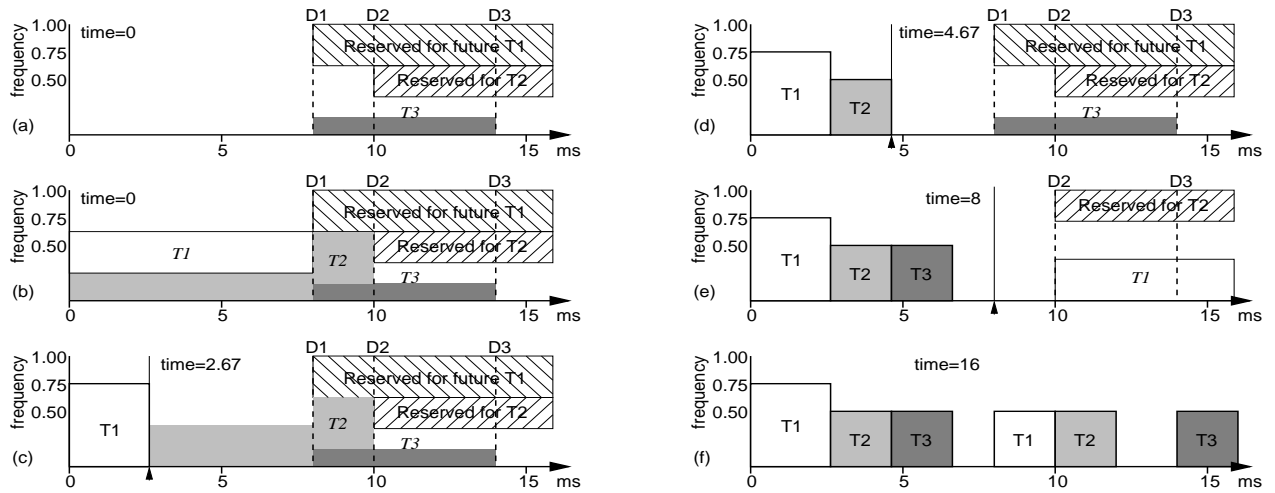 D1 D2 D3
1.00
time=0
Reserved for future T1
0.75
frequency
0.50
Reserved for T2
T3
(a)
0 5 10 15 ms
D1 D2 D3
1.00
time=0
Reserved for future T1
0.75
frequency
0.50
T1
T2
Reserved for T2
T3
(b)
0 5 10 15 ms
D1 D2 D3
1.00
time=2.67
Reserved for future T1
0.75
frequency
0.50
T1
T2
Reserved for T2
T3
(c)
0 5 10 15 ms
D1 D2 D3
1.00
time=4.67
Reserved for future T1
0.75
frequency
0.50
T1
T2
Reseved for T2
T3
(d)
0 5 10 15 ms
D2 D3
1.00
time=8
Reserved for T2
0.75
frequency
0.50
T1
T2
T3
T1
(e)
0 5 10 15 ms
1.00
time=16
0.75
frequency
0.50
T1
T2
T3
T1
T2
T3
(f)
0 5 10 15 ms